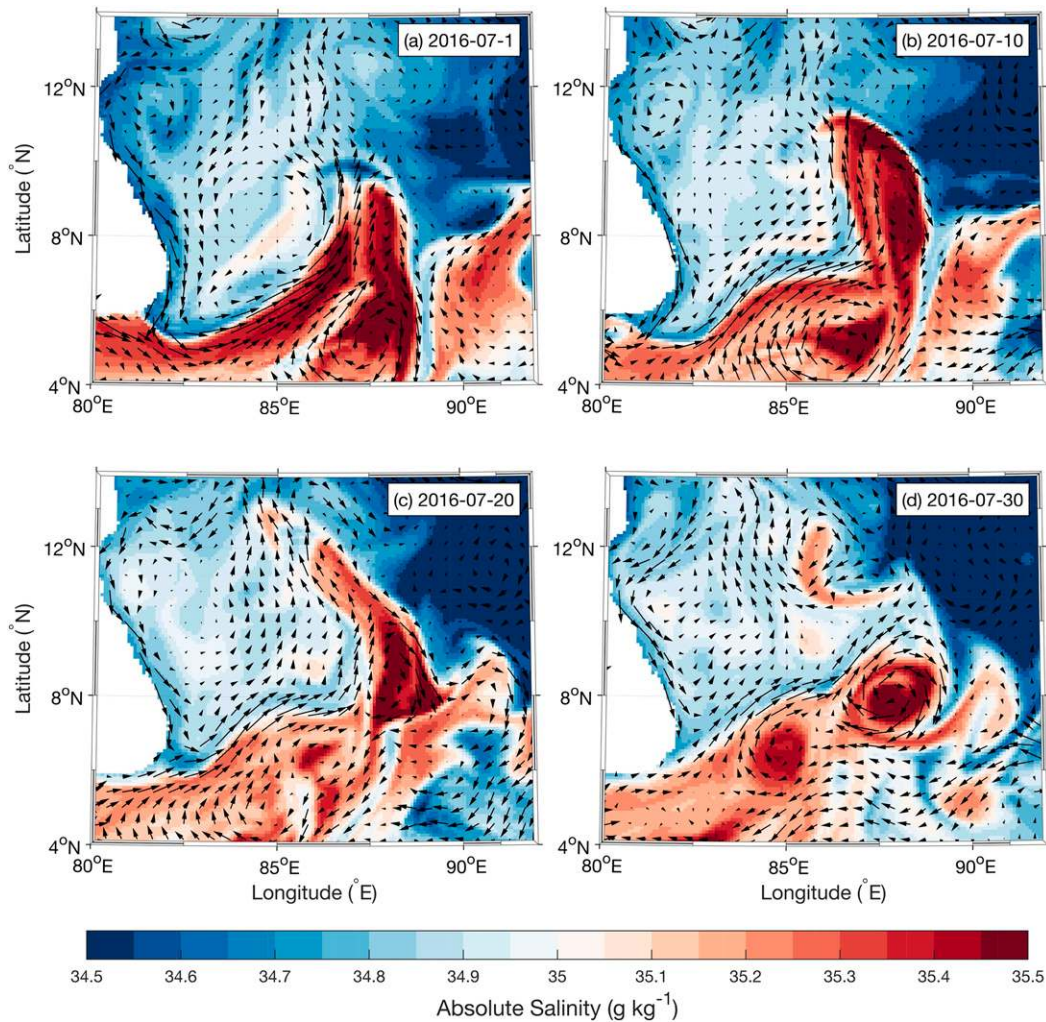 (a) 2016-07-1
(b) 2016-07-10
12°N
12°N
Latitude (°N)
8°N
8°N
4°N
4°N
80°E
85°E
90°E
80°E
85°E
90°E
(c) 2016-07-20
(d) 2016-07-30
12°N
12°N
Latitude (°N)
8°N
8°N
4°N
4°N
80°E
85°E
90°E
80°E
85°E
90°E
Longitude (°E)
Longitude (°E)
34.5
34.6
34.7
34.8
34.9
35
35.1
35.2
35.3
35.4
35.5
Absolute Salinity (g kg⁻¹)